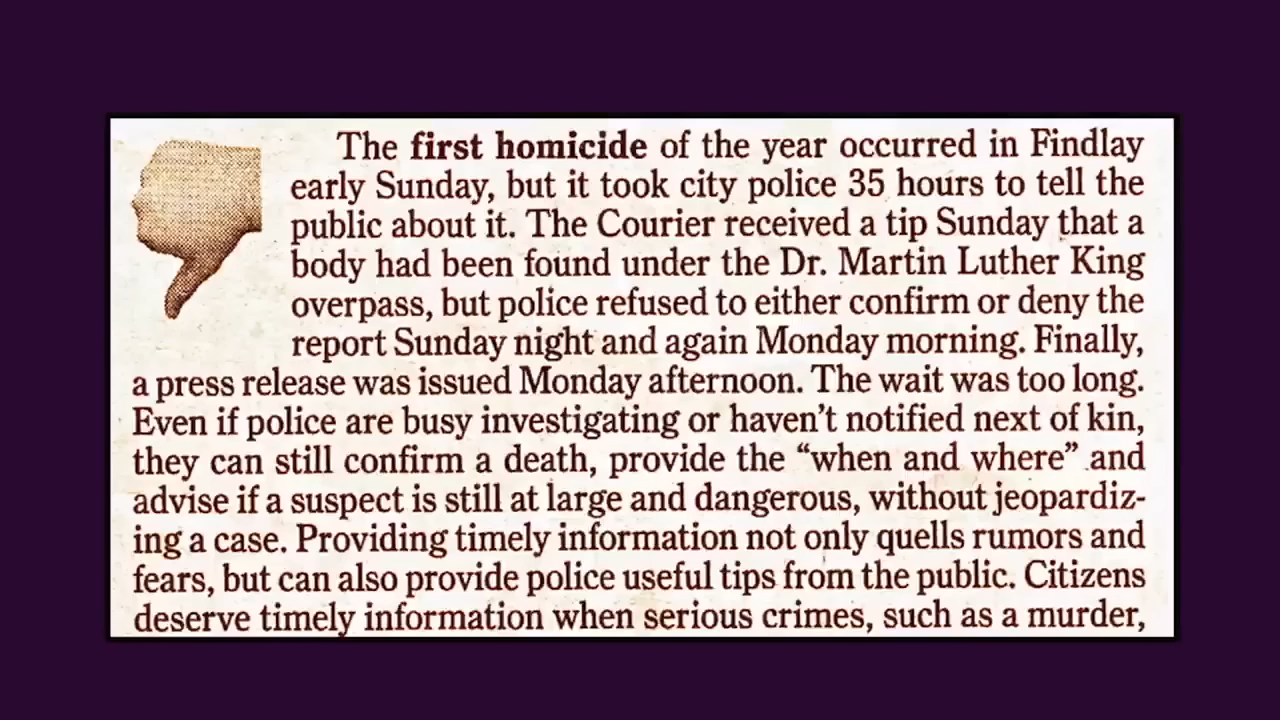 The first homicide of the year occurred in Findlay
early Sunday, but it took city police 35 hours to tell the
public about it. The Courier received a tip Sunday that a
body had been found under the Dr. Martin Luther King
overpass, but police refused to either confirm or deny the
report Sunday night and again Monday morning. Finally,
a press release was issued Monday afternoon. The wait was too long.
Even if police are busy investigating or haven’t notified next of kin,
they can still confirm a death, provide the “when and where” and
advise if a suspect is still at large and dangerous, without jeopardiz-
ing a case. Providing timely information not only quells rumors and
fears, but can also provide police useful tips from the public. Citizens
deserve timely information when serious crimes, such as a murder,